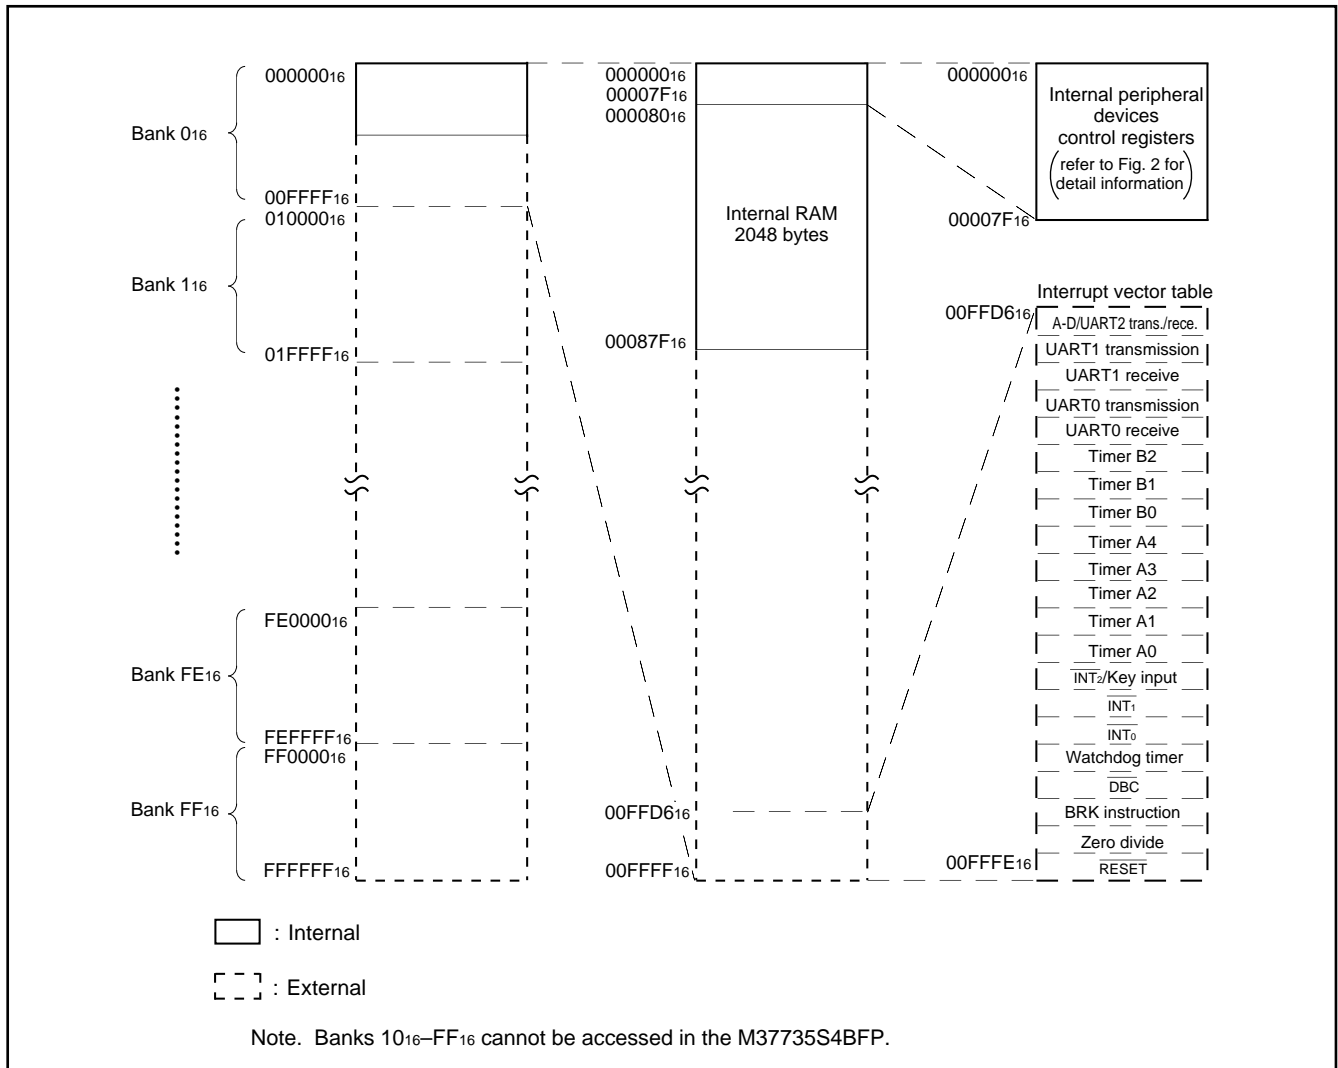 Bank 0₁₆
Bank 1₁₆
Bank FE₁₆
Bank FF₁₆
000000₁₆
00FFFF₁₆
010000₁₆
01FFFF₁₆
FE0000₁₆
FEFFFF₁₆
FF0000₁₆
FFFFFF₁₆
000000₁₆
00007F₁₆
000080₁₆
Internal RAM
2048 bytes
00087F₁₆
00FFD6₁₆
00FFFF₁₆
000000₁₆
Internal peripheral
devices
control registers
(refer to Fig. 2 for
detail information)
00007F₁₆
Interrupt vector table
00FFD6₁₆
A-D/UART2 trans./rece.
UART1 transmission
UART1 receive
UART0 transmission
UART0 receive
Timer B2
Timer B1
Timer B0
Timer A4
Timer A3
Timer A2
Timer A1
Timer A0
INT₂/Key input
INT₁
INT₀
Watchdog timer
DBC
BRK instruction
Zero divide
00FFFE₁₆
RESET
: Internal
: External
Note. Banks 10₁₆–FF₁₆ cannot be accessed in the M37735S4BFP.